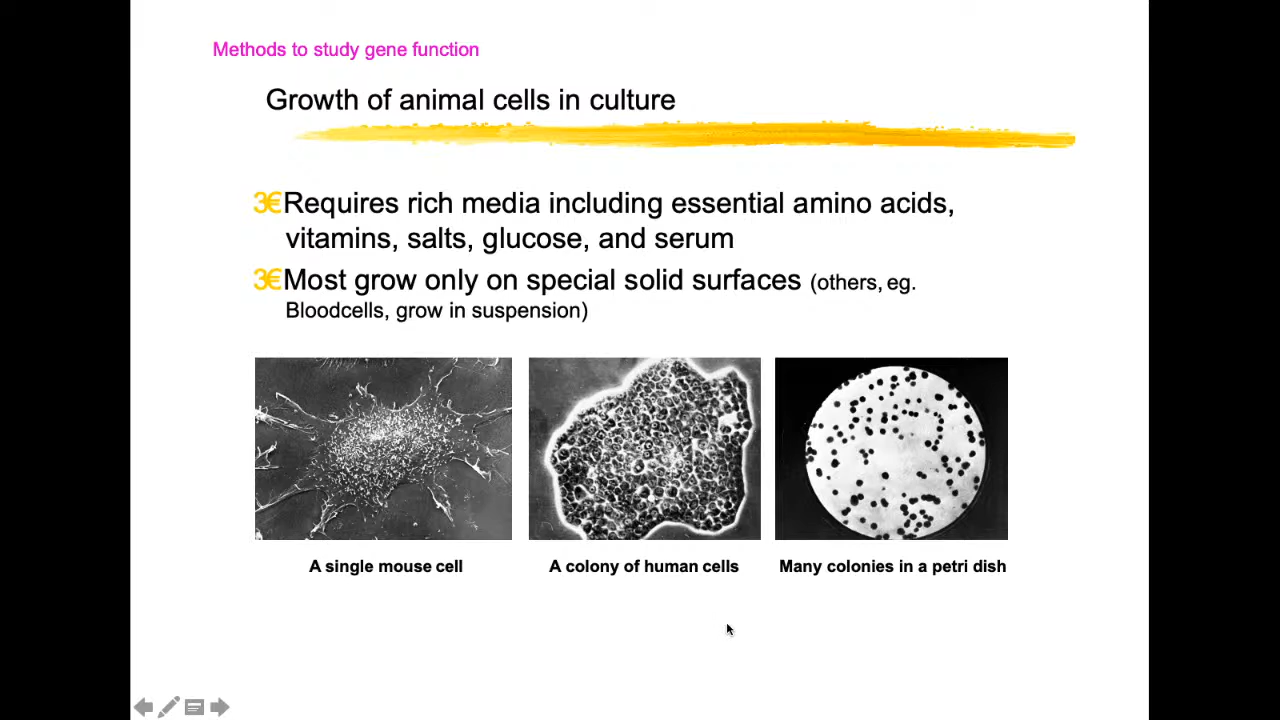 Methods to study gene function
Growth of animal cells in culture
3€Requires rich media including essential amino acids,
vitamins, salts, glucose, and serum
3€Most grow only on special solid surfaces (others, eg.
Bloodcells, grow in suspension)
A single mouse cell
A colony of human cells
Many colonies in a petri dish